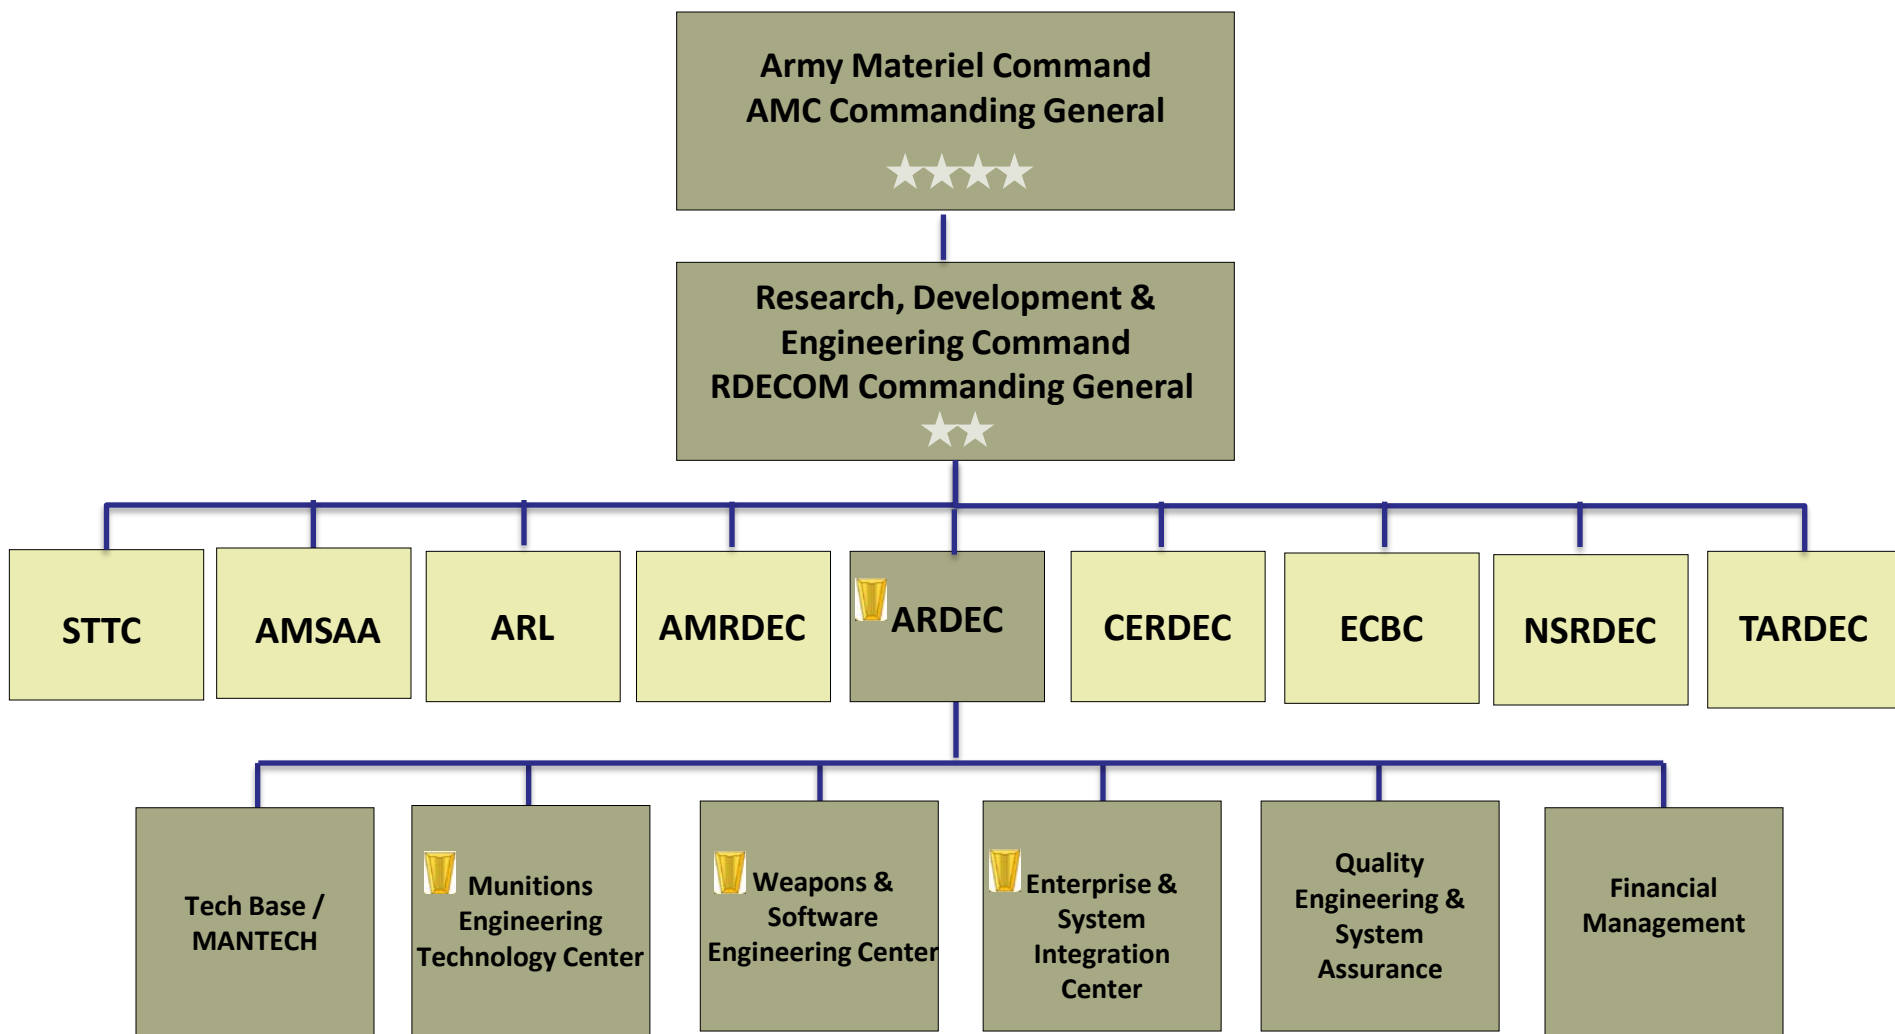 Army Materiel Command
AMC Commanding General
Research, Development &
Engineering Command
RDECOM Commanding General
STTC
AMSAA
ARL
AMRDEC
ARDEC
CERDEC
ECBC
NSRDEC
TARDEC
Tech Base /
MANTECH
Munitions
Engineering
Technology Center
Weapons &
Software
Engineering Center
Enterprise &
System
Integration
Center
Quality
Engineering &
System
Assurance
Financial
Management